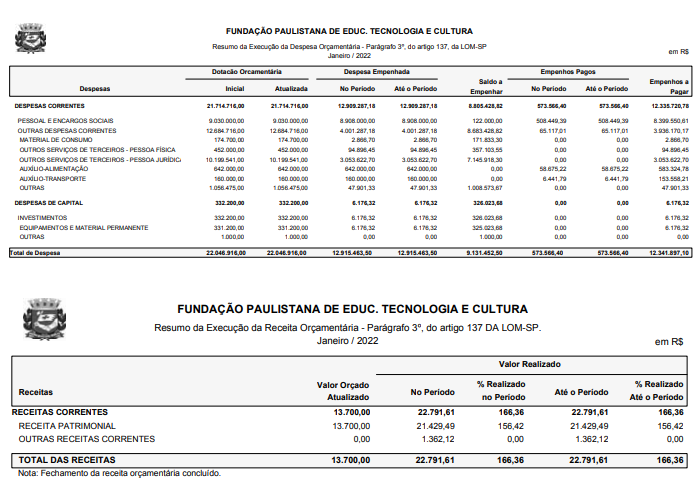 FUNDAÇÃO PAULISTANA DE EDUC. TECNOLOGIA E CULTURA
Resumo da Execução da Despesa Orçamentária - Parágrafo 3º, do artigo 137, da LOM-SP
Janeiro / 2022
em R$
Dotacão Orcamentária Despesa Empenhada Saldo a Empenhar Empenhos Pagos Empenhos a Pagar
Despesas Inicial Atualizada No Período Até o Período No Período Até o Período
DESPESAS CORRENTES 21.714.716,00 21.714.716,00 12.909.287,18 12.909.287,18 8.805.428,82 573.566,40 573.566,40 12.335.720,78
PESSOAL E ENCARGOS SOCIAIS 9.030.000,00 9.030.000,00 8.908.000,00 8.908.000,00 122.000,00 508.449,39 508.449,39 8.399.550,61
OUTRAS DESPESAS CORRENTES 12.684.716,00 12.684.716,00 4.001.287,18 4.001.287,18 8.683.428,82 65.117,01 65.117,01 3.936.170,17
MATERIAL DE CONSUMO 174.700,00 174.700,00 2.866,70 2.866,70 171.833,30 0,00 0,00 2.866,70
OUTROS SERVIÇOS DE TERCEIROS - PESSOA FÍSICA 452.000,00 452.000,00 94.896,45 94.896,45 357.103,55 0,00 0,00 94.896,45
OUTROS SERVIÇOS DE TERCEIROS - PESSOA JURÍDIC 10.199.541,00 10.199.541,00 3.053.622,70 3.053.622,70 7.145.918,30 0,00 0,00 3.053.622,70
AUXÍLIO-ALIMENTAÇÃO 642.000,00 642.000,00 642.000,00 642.000,00 0,00 58.675,22 58.675,22 583.324,78
AUXÍLIO-TRANSPORTE 160.000,00 160.000,00 160.000,00 160.000,00 0,00 6.441,79 6.441,79 153.558,21
OUTRAS 1.056.475,00 1.056.475,00 47.901,33 47.901,33 1.008.573,67 0,00 0,00 47.901,33
DESPESAS DE CAPITAL 332.200,00 332.200,00 6.176,32 6.176,32 326.023,68 0,00 0,00 6.176,32
INVESTIMENTOS 332.200,00 332.200,00 6.176,32 6.176,32 326.023,68 0,00 0,00 6.176,32
EQUIPAMENTOS E MATERIAL PERMANENTE 331.200,00 331.200,00 6.176,32 6.176,32 325.023,68 0,00 0,00 6.176,32
OUTRAS 1.000,00 1.000,00 0,00 0,00 1.000,00 0,00 0,00 0,00
Total de Despesa 22.046.916,00 22.046.916,00 12.915.463,50 12.915.463,50 9.131.452,50 573.566,40 573.566,40 12.341.897,10
FUNDAÇÃO PAULISTANA DE EDUC. TECNOLOGIA E CULTURA
Resumo da Execução da Receita Orçamentária - Parágrafo 3º, do artigo 137 DA LOM-SP.
Janeiro / 2022
em R$
Valor Realizado
Receitas Valor Orçado Atualizado No Período % Realizado no Período Até o Período % Realizado Até o Período
RECEITAS CORRENTES 13.700,00 22.791,61 166,36 22.791,61 166,36
RECEITA PATRIMONIAL 13.700,00 21.429,49 156,42 21.429,49 156,42
OUTRAS RECEITAS CORRENTES 0,00 1.362,12 0,00 1.362,12 0,00
TOTAL DAS RECEITAS 13.700,00 22.791,61 166,36 22.791,61 166,36
Nota: Fechamento da receita orçamentária concluído.